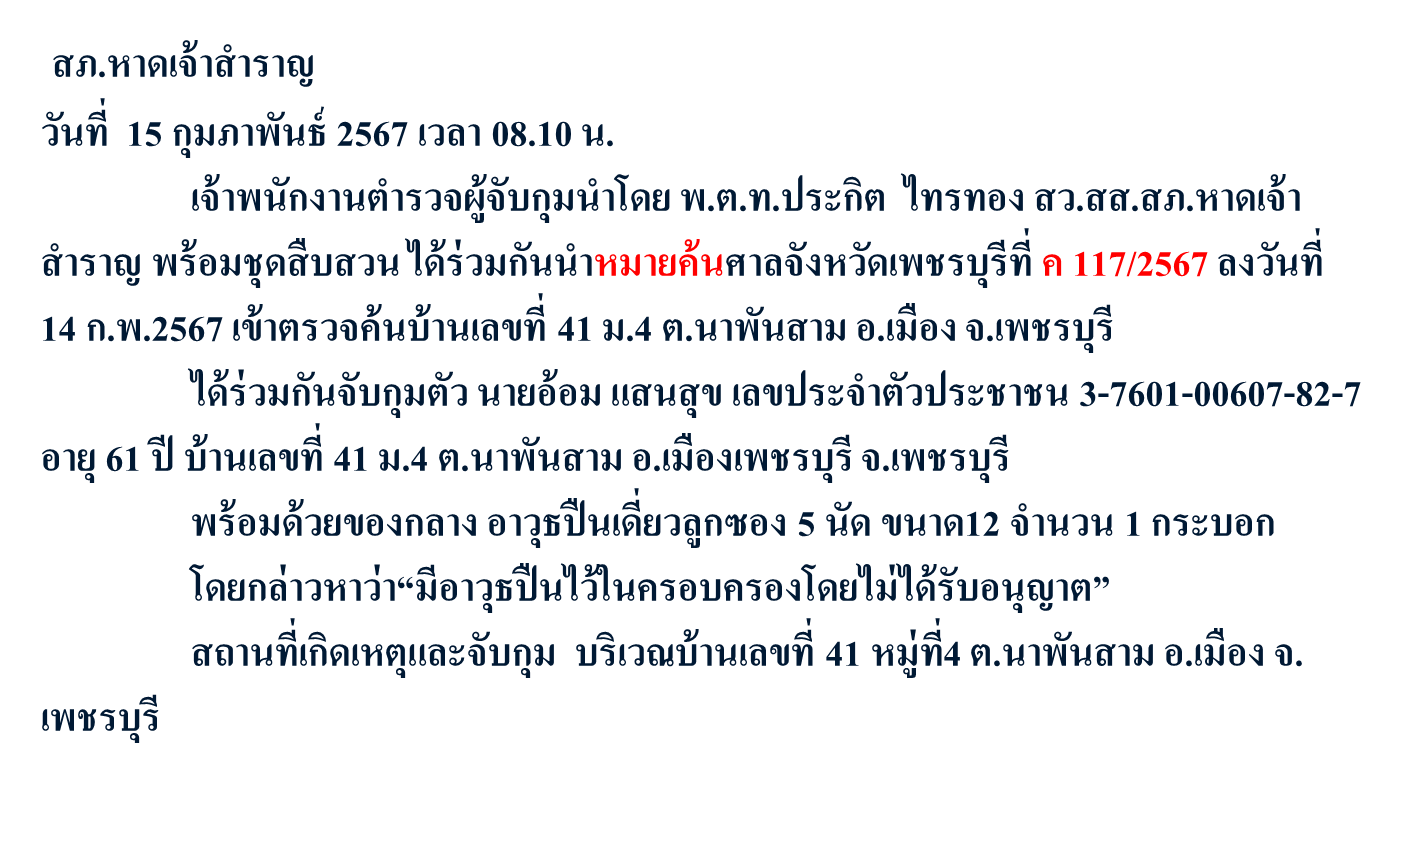 สภ.หาดเจ้าสำราญ
วันที่  15 กุมภาพันธ์ 2567 เวลา 08.10 น.
เจ้าพนักงานตำรวจผู้จับกุมนำโดย พ.ต.ท.ประกิต  ไทรทอง สว.สส.สภ.หาดเจ้า
สำราญ พร้อมชุดสืบสวน ได้ร่วมกันนำหมายค้นศาลจังหวัดเพชรบุรีที่ ค 117/2567 ลงวันที่
14 ก.พ.2567 เข้าตรวจค้นบ้านเลขที่ 41 ม.4 ต.นาพันสาม อ.เมือง จ.เพชรบุรี
ได้ร่วมกันจับกุมตัว นายอ้อม แสนสุข เลขประจำตัวประชาชน 3-7601-00607-82-7
อายุ 61 ปี บ้านเลขที่ 41 ม.4 ต.นาพันสาม อ.เมืองเพชรบุรี จ.เพชรบุรี
พร้อมด้วยของกลาง อาวุธปืนเดี่ยวลูกซอง 5 นัด ขนาด12 จำนวน 1 กระบอก
โดยกล่าวหาว่า“มีอาวุธปืนไว้ในครอบครองโดยไม่ได้รับอนุญาต”
สถานที่เกิดเหตุและจับกุม  บริเวณบ้านเลขที่ 41 หมู่ที่4 ต.นาพันสาม อ.เมือง จ.
เพชรบุรี